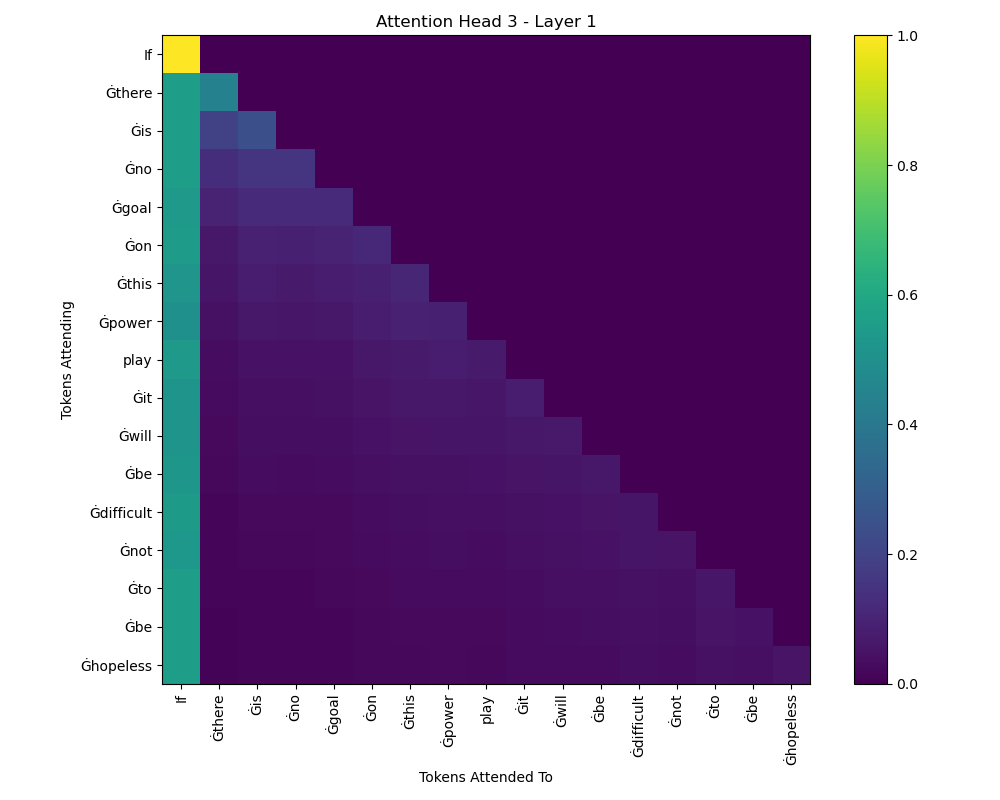 Attention Head 3 - Layer 1
Tokens Attending
If
Ġthere
Ġis
Ġno
Ġgoal
Ġon
Ġthis
Ġpower
play
Ġit
Ġwill
Ġbe
Ġdifficult
Ġnot
Ġto
Ġbe
Ġhopeless
If
Ġthere
Ġis
Ġno
Ġgoal
Ġon
Ġthis
Ġpower
play
Ġit
Ġwill
Ġbe
Ġdifficult
Ġnot
Ġto
Ġbe
Ġhopeless
Tokens Attended To
1.0
0.8
0.6
0.4
0.2
0.0